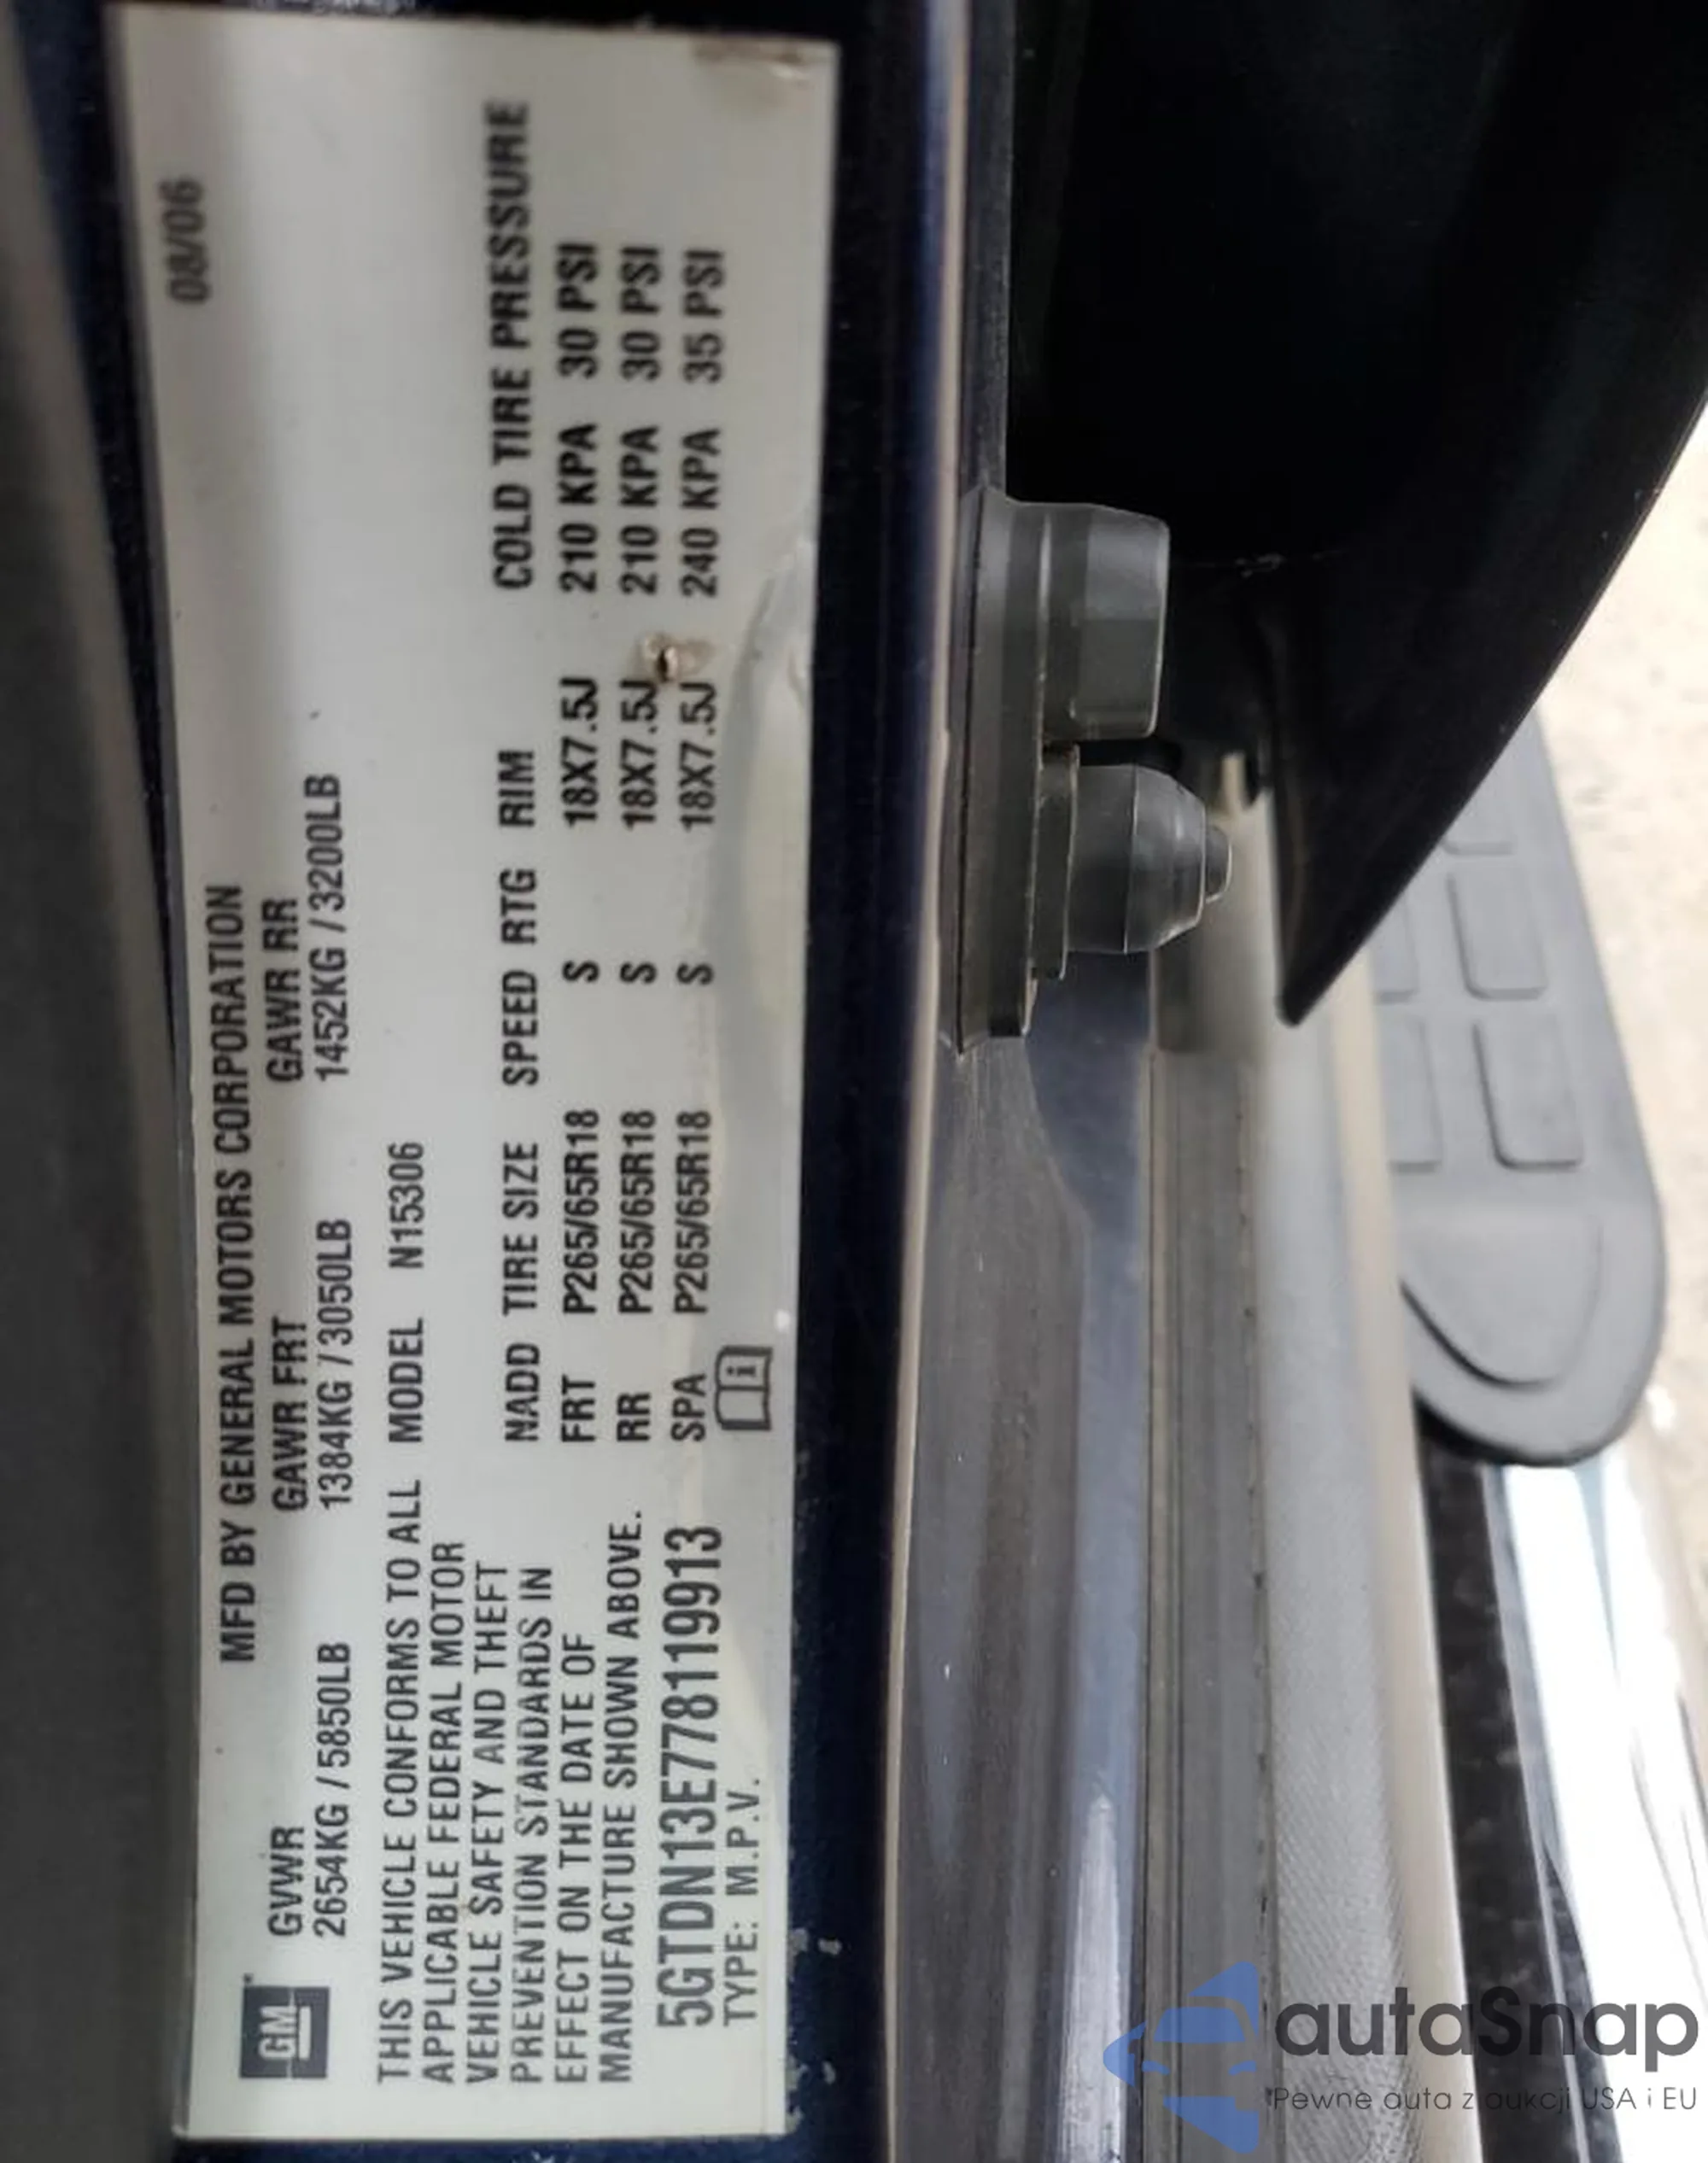 08/06
MFD BY GENERAL MOTORS CORPORATION
GM
GVWR GAWR FRT GAWR RR
2654KG / 5850LB 1384KG / 3050LB 1452KG / 3200LB
THIS VEHICLE CONFORMS TO ALL
APPLICABLE FEDERAL MOTOR
VEHICLE SAFETY AND THEFT
PREVENTION STANDARDS IN
EFFECT ON THE DATE OF
MANUFACTURE SHOWN ABOVE.
5GTDN13E778119913
TYPE: M.P.V.
MODEL N15306
NADD TIRE SIZE SPEED RTG RIM COLD TIRE PRESSURE
FRT P265/65R18 S 18X7.5J 210 KPA 30 PSI
RR P265/65R18 S 18X7.5J 210 KPA 30 PSI
SPA P265/65R18 S 18X7.5J 240 KPA 35 PSI
i
autaSnap
Pewne auta z aukcji USA i EU